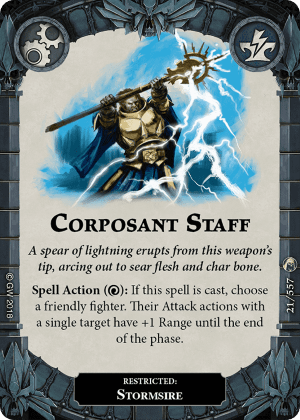 CORPOSANT STAFF
A spear of lightning erupts from this weapon's
tip, arcing out to sear flesh and char bone.
Spell Action (): If this spell is cast, choose
a friendly fighter. Their Attack actions with
a single target have +1 Range until the end
of the phase.
© GW 2018
21/557
RESTRICTED:
STORMSIRE